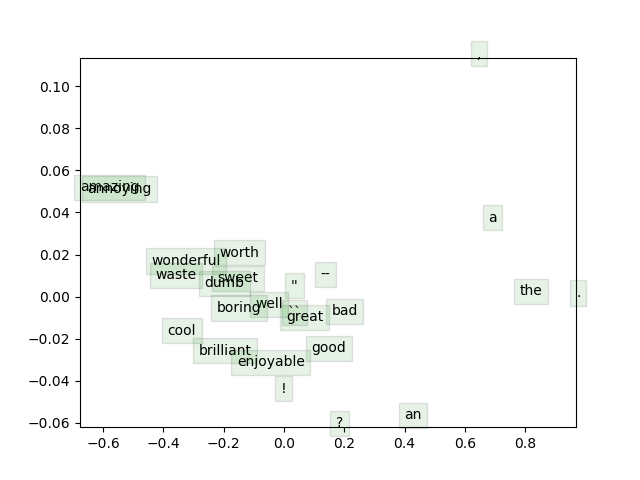 ,
0.10
0.08
0.06
amazing
annoying
0.04
a
0.02
worth
wonderful
waste
dumb
sweet
--
"
the
.
0.00
well
boring
``
great
bad
−0.02
cool
brilliant
good
enjoyable
−0.04
!
an
−0.06
?
−0.6 −0.4 −0.2 0.0 0.2 0.4 0.6 0.8